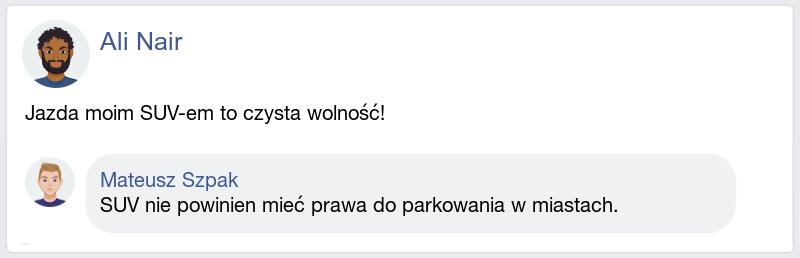 Ali Nair
Jazda moim SUV-em to czysta wolność!
Mateusz Szpak
SUV nie powinien mieć prawa do parkowania w miastach.